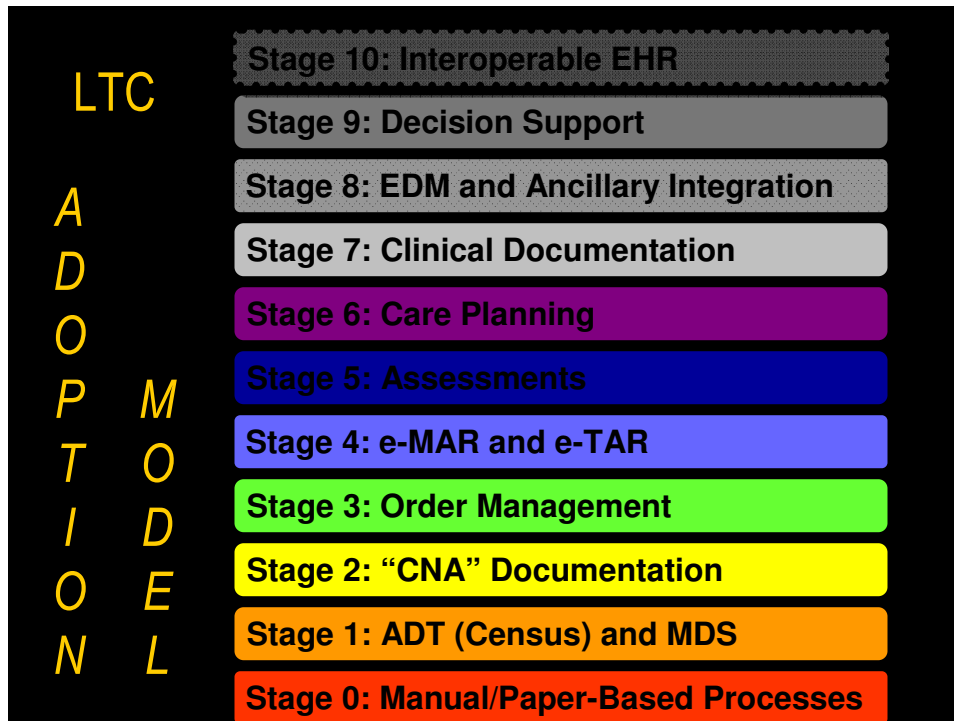 LTC
ADOPTION
MODEL
Stage 10: Interoperable EHR
Stage 9: Decision Support
Stage 8: EDM and Ancillary Integration
Stage 7: Clinical Documentation
Stage 6: Care Planning
Stage 5: Assessments
Stage 4: e-MAR and e-TAR
Stage 3: Order Management
Stage 2: “CNA” Documentation
Stage 1: ADT (Census) and MDS
Stage 0: Manual/Paper-Based Processes